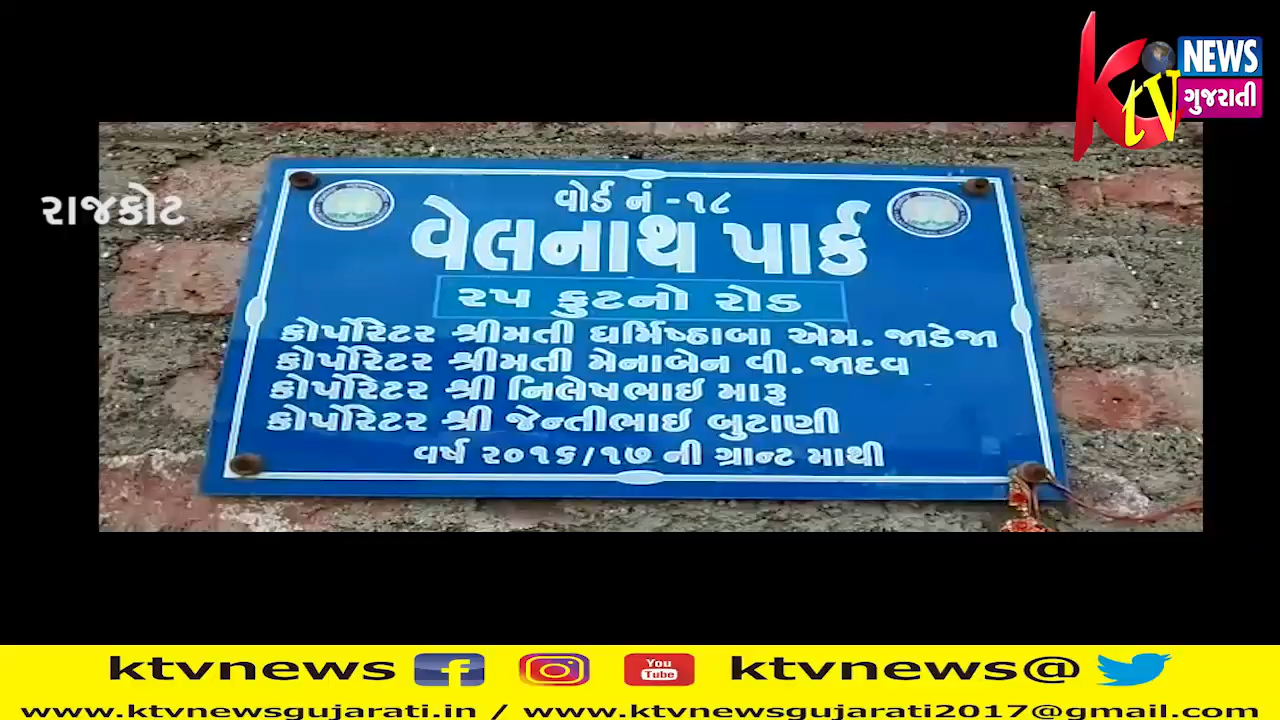 Ktv NEWS
ગુજરાતી
રાજકોટ
વોર્ડ નં -૧૮
વેલનાથ પાર્ક
૨૫ ફુટનો રોડ
કોર્પોરેટર શ્રીમતી ધર્મિષ્ઠાબા એમ. જાડેજા
કોર્પોરેટર શ્રીમતી મેનાબેન વી. જાદવ
કોર્પોરેટર શ્રી નિલેષભાઇ મારૂ
કોર્પોરેટર શ્રી જેન્તીભાઇ બુટાણી
વર્ષ ૨૦૧૬/૧૭ ની ગ્રાન્ટ માથી
ktvnews f You Tube ktvnews@
www.ktvnewsgujarati.in / www.ktvnewsgujarati2017@gmail.com